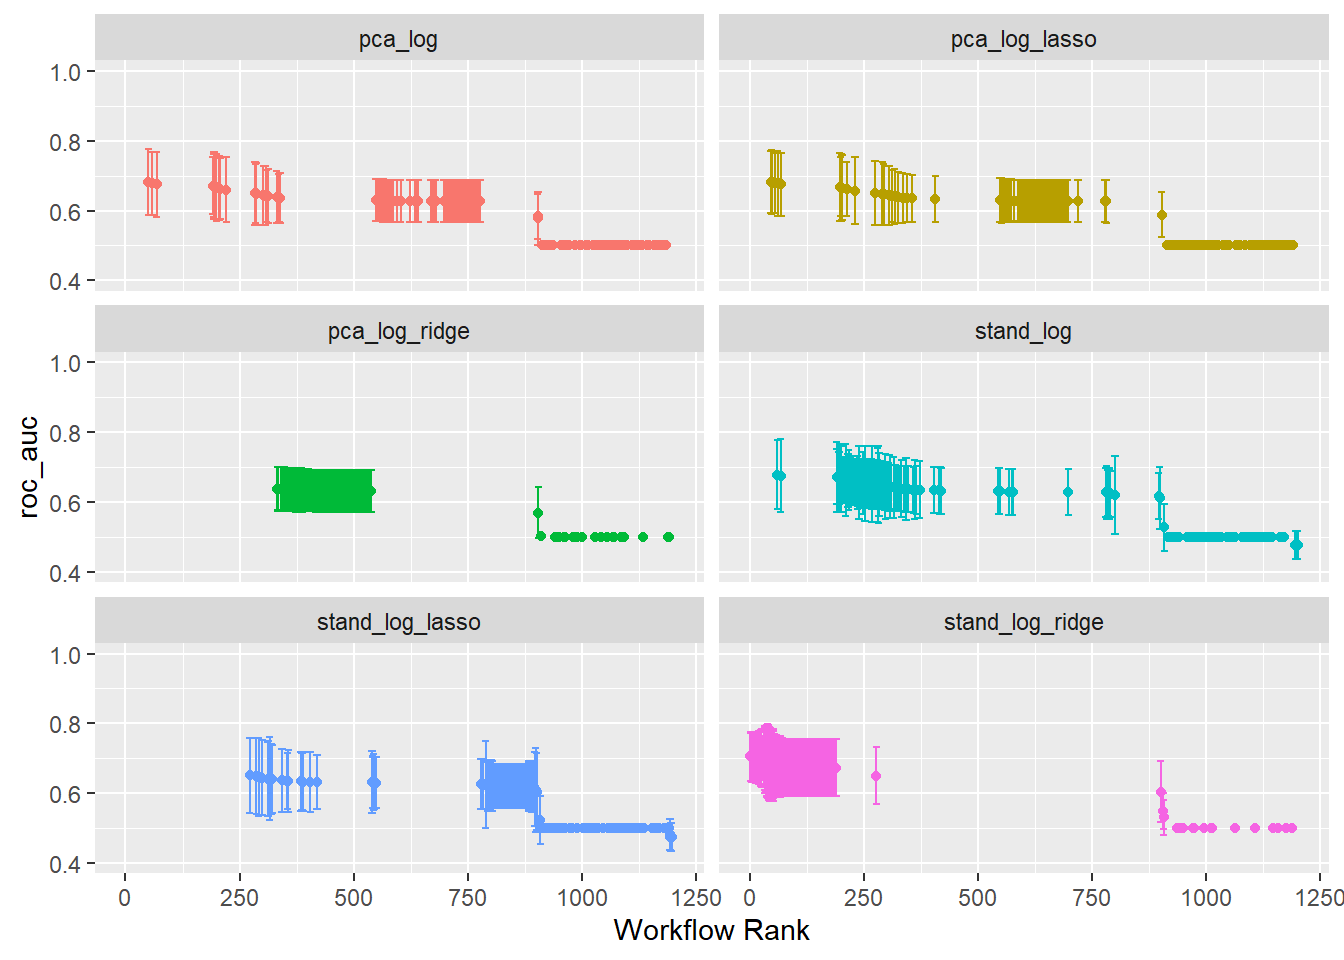 pca_log
pca_log_lasso
1.0
0.8
0.6
0.4
pca_log_ridge
stand_log
1.0
0.8
0.6
0.4
roc_auc
stand_log_lasso
stand_log_ridge
1.0
0.8
0.6
0.4
0 250 500 750 1000 1250 0 250 500 750 1000 1250
Workflow Rank